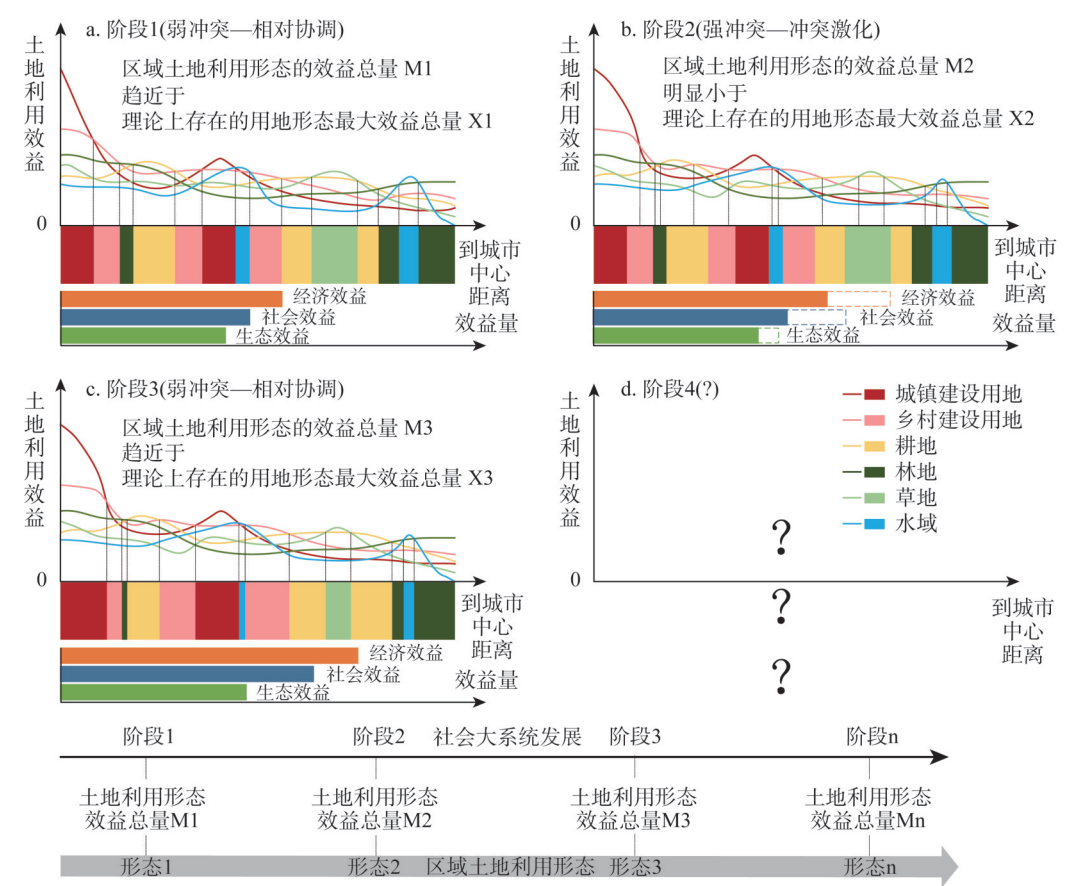 a. 阶段1(弱冲突—相对协调)
土地利用效益
区域土地利用形态的效益总量 M1
趋近于
理论上存在的用地形态最大效益总量 X1
0
到城市
中心
距离
经济效益
社会效益
生态效益
效益量
b. 阶段2(强冲突—冲突激化)
土地利用效益
区域土地利用形态的效益总量 M2
明显小于
理论上存在的用地形态最大效益总量 X2
0
到城市
中心
距离
经济效益
社会效益
生态效益
效益量
c. 阶段3(弱冲突—相对协调)
土地利用效益
区域土地利用形态的效益总量 M3
趋近于
理论上存在的用地形态最大效益总量 X3
0
到城市
中心
距离
经济效益
社会效益
生态效益
效益量
d. 阶段4(?)
土地利用效益
城镇建设用地
乡村建设用地
耕地
林地
草地
水域
?
0
?
?
到城市
中心
距离
阶段1 阶段2 社会大系统发展 阶段3 阶段n
土地利用形态 土地利用形态 土地利用形态 土地利用形态
效益总量M1 效益总量M2 效益总量M3 效益总量Mn
形态1 形态2 区域土地利用形态 形态3 形态n